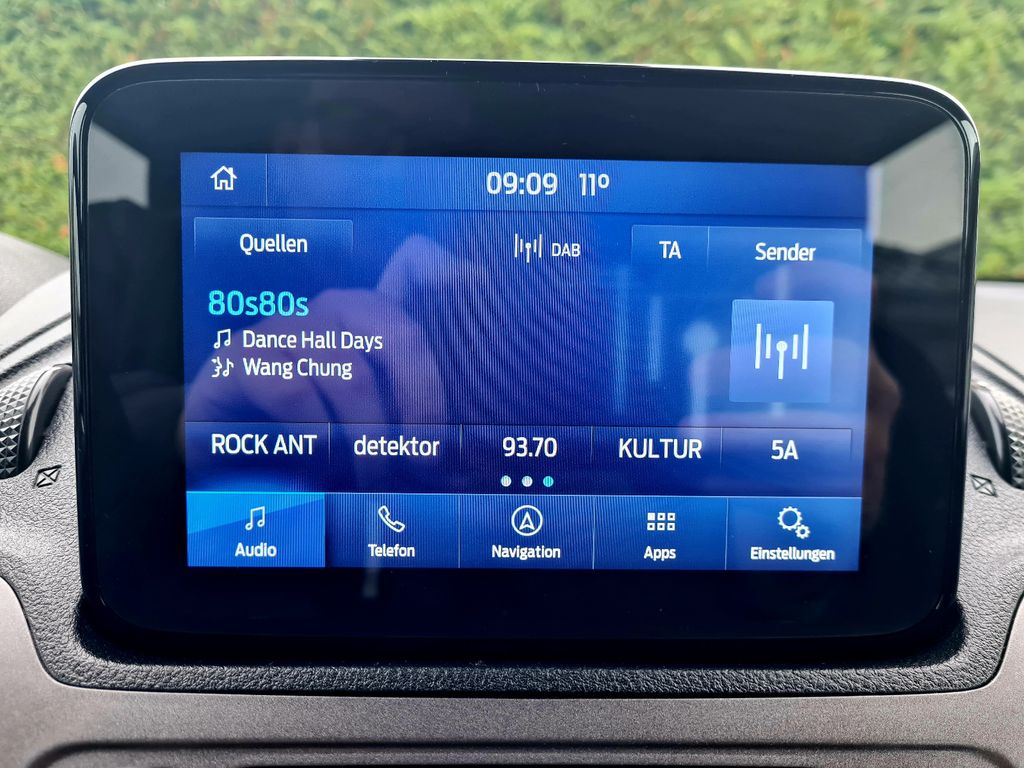 09:09 11°
Quellen DAB TA Sender
80s80s
Dance Hall Days
Wang Chung
ROCK ANT detektor 93.70 KULTUR 5A
Audio Telefon Navigation Apps Einstellungen